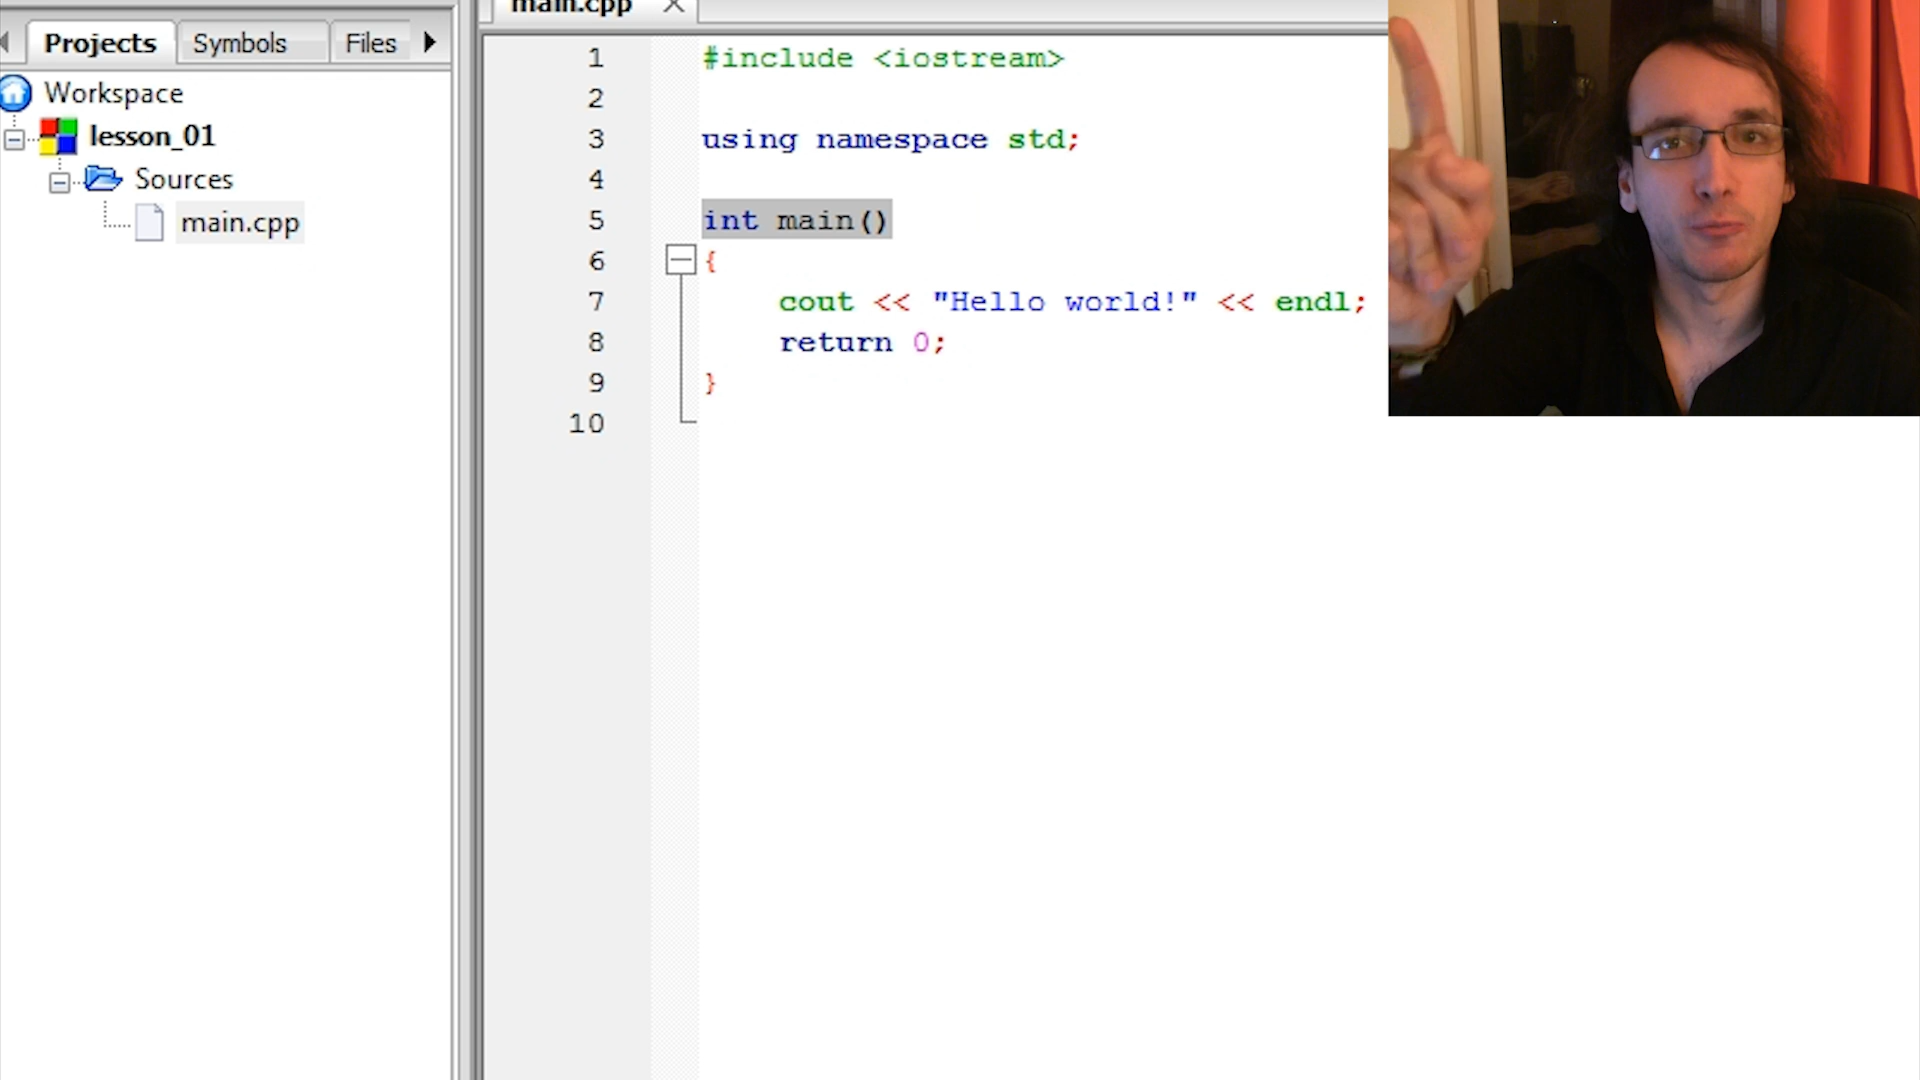 main.cpp
Projects Symbols Files
Workspace
lesson_01
Sources
main.cpp
1 #include <iostream>
2
3 using namespace std;
4
5 int main()
6 {
7 cout << "Hello world!" << endl;
8 return 0;
9 }
10